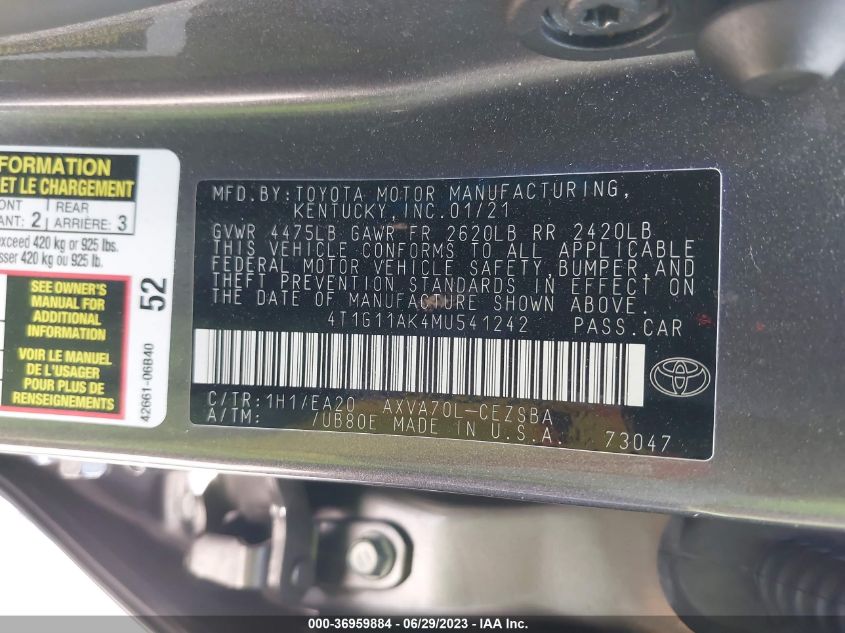 FORMATION
ET LE CHARGEMENT
ONT 2 REAR 3
ANT: ARRIÈRE:
exceed 420 kg or 925 lbs.
sser 420 kg ou 925 lb.
SEE OWNER'S
MANUAL FOR
ADDITIONAL
INFORMATION
VOIR LE MANUEL
DE L'USAGER
POUR PLUS DE
RENSEIGNEMENTS
52
42661-06B40
MFD.BY:TOYOTA MOTOR MANUFACTURING,
KENTUCKY,INC.01/21
GVWR 4475LB GAWR FR 2620LB RR 2420LB
THIS VEHICLE CONFORMS TO ALL APPLICABLE
FEDERAL MOTOR VEHICLE SAFETY,BUMPER,AND
THEFT PREVENTION STANDARDS IN EFFECT ON
THE DATE OF MANUFACTURE SHOWN ABOVE.
4T1G11AK4MU541242 PASS.CAR
C/TR:1H1/EA20 AXVA70L-CEZSBA
A/TM: /UB80E MADE IN U.S.A. 73047
000-36959884 - 06/29/2023 - IAA Inc.